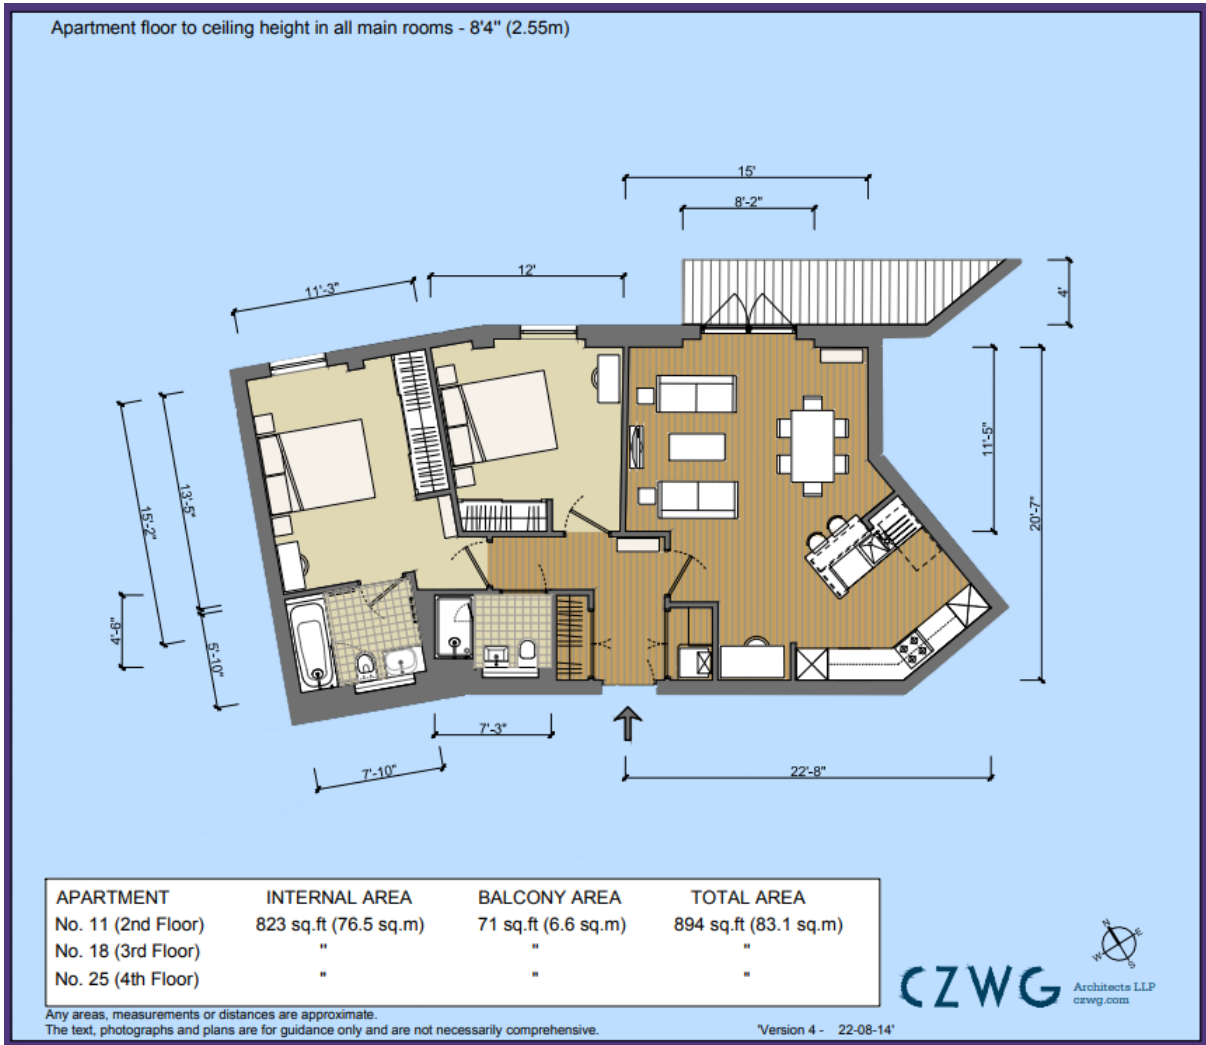 Apartment floor to ceiling height in all main rooms - 8'4" (2.55m)
15'
8'-2"
12'
11'-3"
4'
13'-5"
15'-2"
11'-5"
20'-7"
4'-6"
5'-10"
7'-3"
7'-10"
22'-8"
APARTMENT INTERNAL AREA BALCONY AREA TOTAL AREA
No. 11 (2nd Floor) 823 sq.ft (76.5 sq.m) 71 sq.ft (6.6 sq.m) 894 sq.ft (83.1 sq.m)
No. 18 (3rd Floor) " " "
No. 25 (4th Floor) " " "
N
E
W
S
CZWG
Architects LLP
czwg.com
Any areas, measurements or distances are approximate.
The text, photographs and plans are for guidance only and are not necessarily comprehensive.
'Version 4 - 22-08-14'